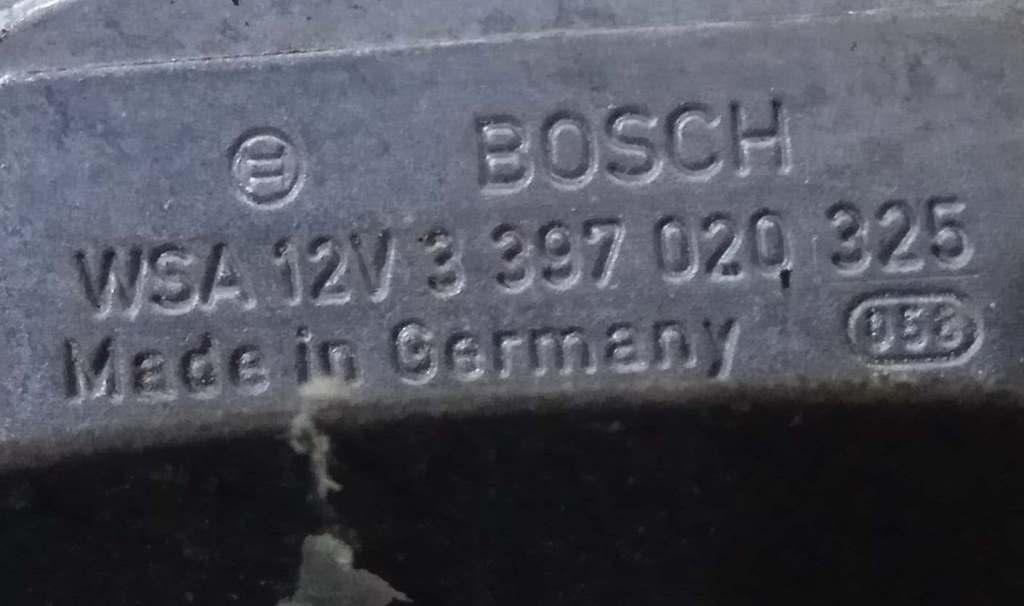 BOSCH
WSA 12V 3 397 020 325
Made in Germany